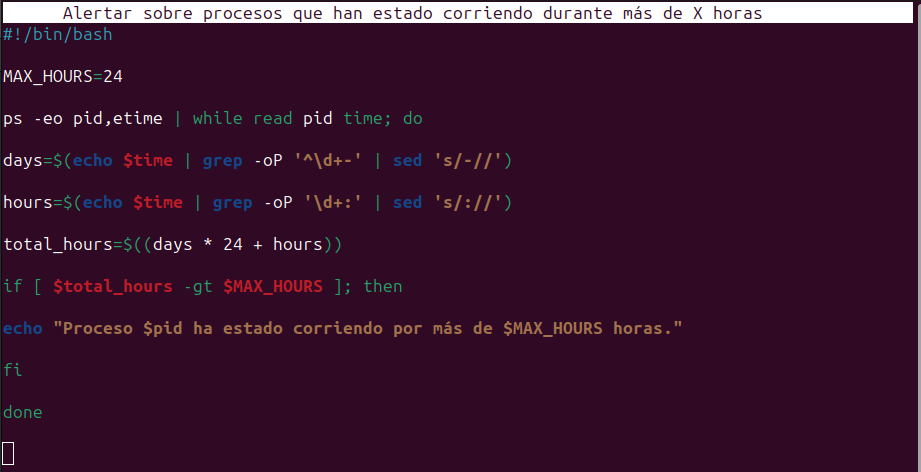 Alertar sobre procesos que han estado corriendo durante más de X horas
#!/bin/bash
MAX_HOURS=24
ps -eo pid,etime | while read pid time; do
days=$(echo $time | grep -oP '^\d+-' | sed 's/-//')
hours=$(echo $time | grep -oP '\d+:' | sed 's/://')
total_hours=$((days * 24 + hours))
if [ $total_hours -gt $MAX_HOURS ]; then
echo "Proceso $pid ha estado corriendo por más de $MAX_HOURS horas."
fi
done